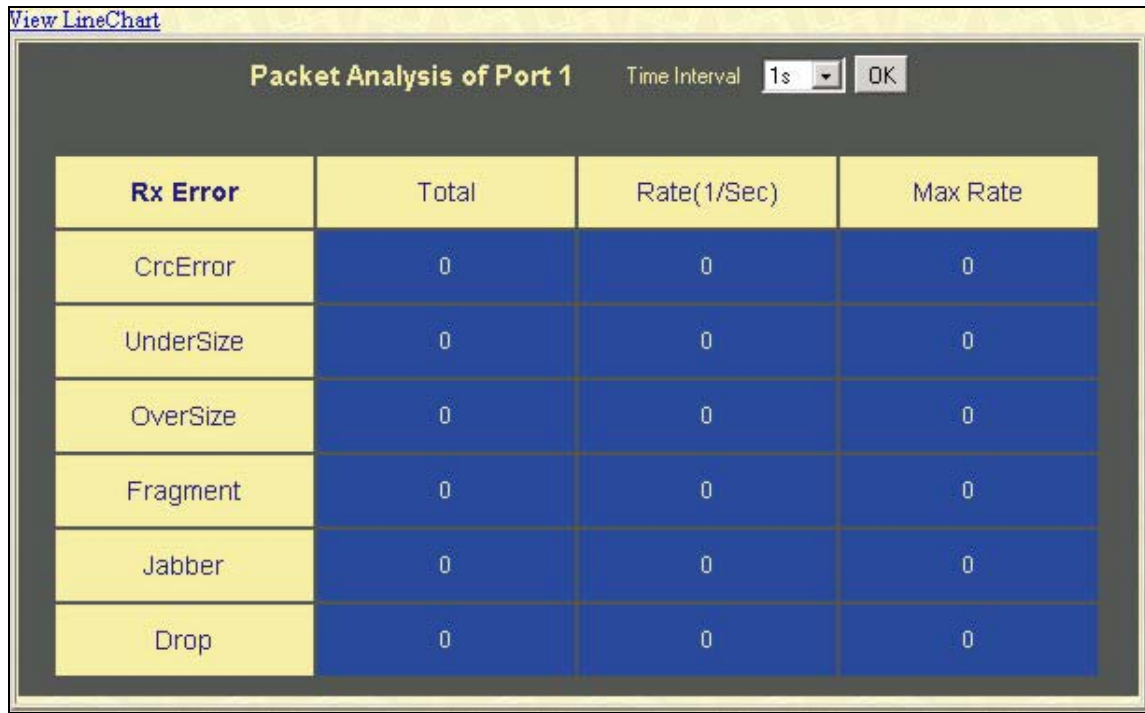 View LineChart
Packet Analysis of Port 1 Time Interval 1s OK
Rx Error Total Rate(1/Sec) Max Rate
CrcError 0 0 0
UnderSize 0 0 0
OverSize 0 0 0
Fragment 0 0 0
Jabber 0 0 0
Drop 0 0 0